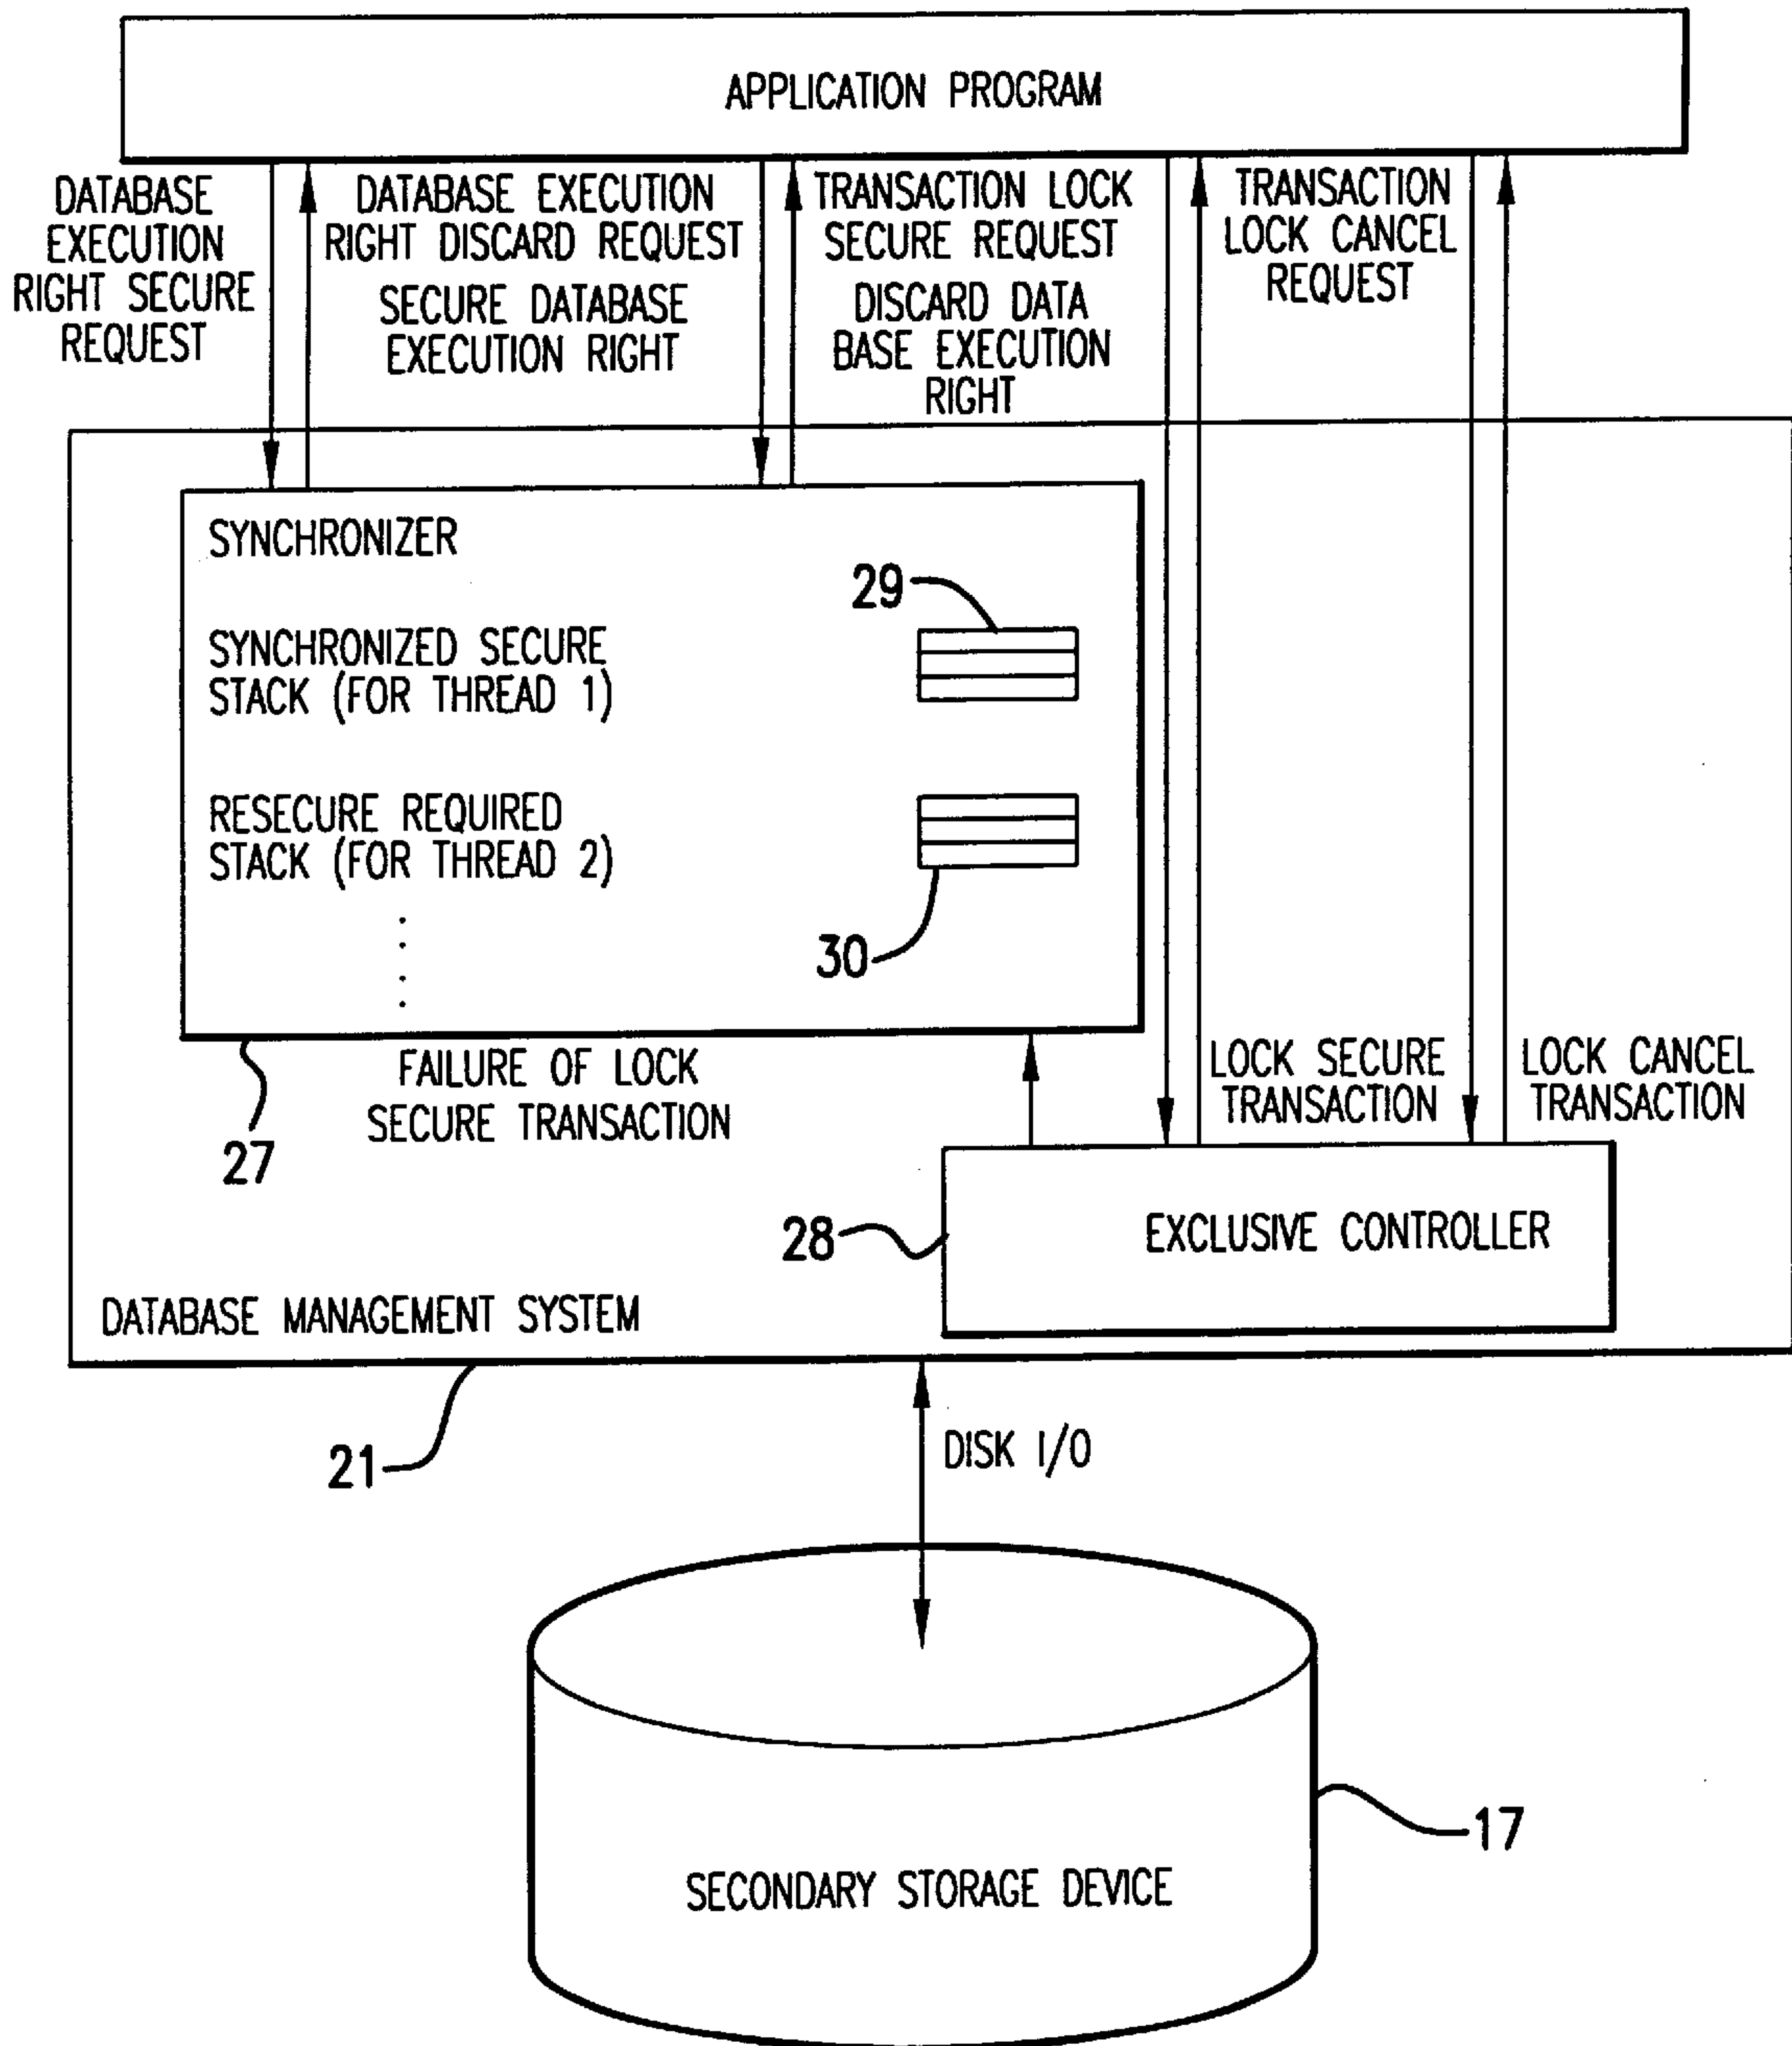 APPLICATION PROGRAM
DATABASE
EXECUTION
RIGHT SECURE
REQUEST
DATABASE EXECUTION
RIGHT DISCARD REQUEST
SECURE DATABASE
EXECUTION RIGHT
TRANSACTION LOCK
SECURE REQUEST
DISCARD DATA
BASE EXECUTION
RIGHT
TRANSACTION
LOCK CANCEL
REQUEST
SYNCHRONIZER
29
SYNCHRONIZED SECURE
STACK (FOR THREAD 1)
RESECURE REQUIRED
STACK (FOR THREAD 2)
30
27
FAILURE OF LOCK
SECURE TRANSACTION
LOCK SECURE
TRANSACTION
LOCK CANCEL
TRANSACTION
28
EXCLUSIVE CONTROLLER
DATABASE MANAGEMENT SYSTEM
21
DISK I/O
17
SECONDARY STORAGE DEVICE